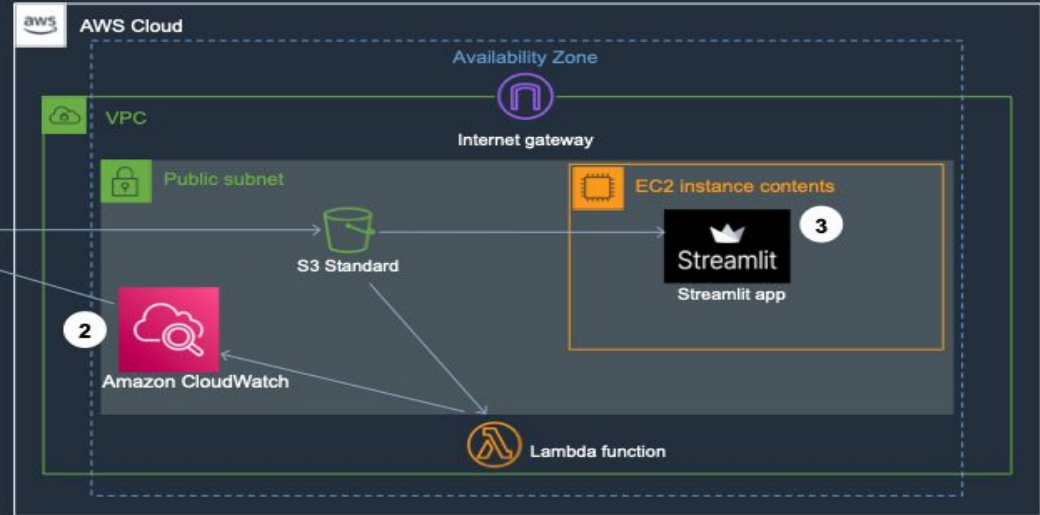 aws
AWS Cloud
Availability Zone
VPC
Internet gateway
Public subnet
EC2 instance contents
3
S3 Standard
Streamlit
Streamlit app
2
Amazon CloudWatch
Lambda function